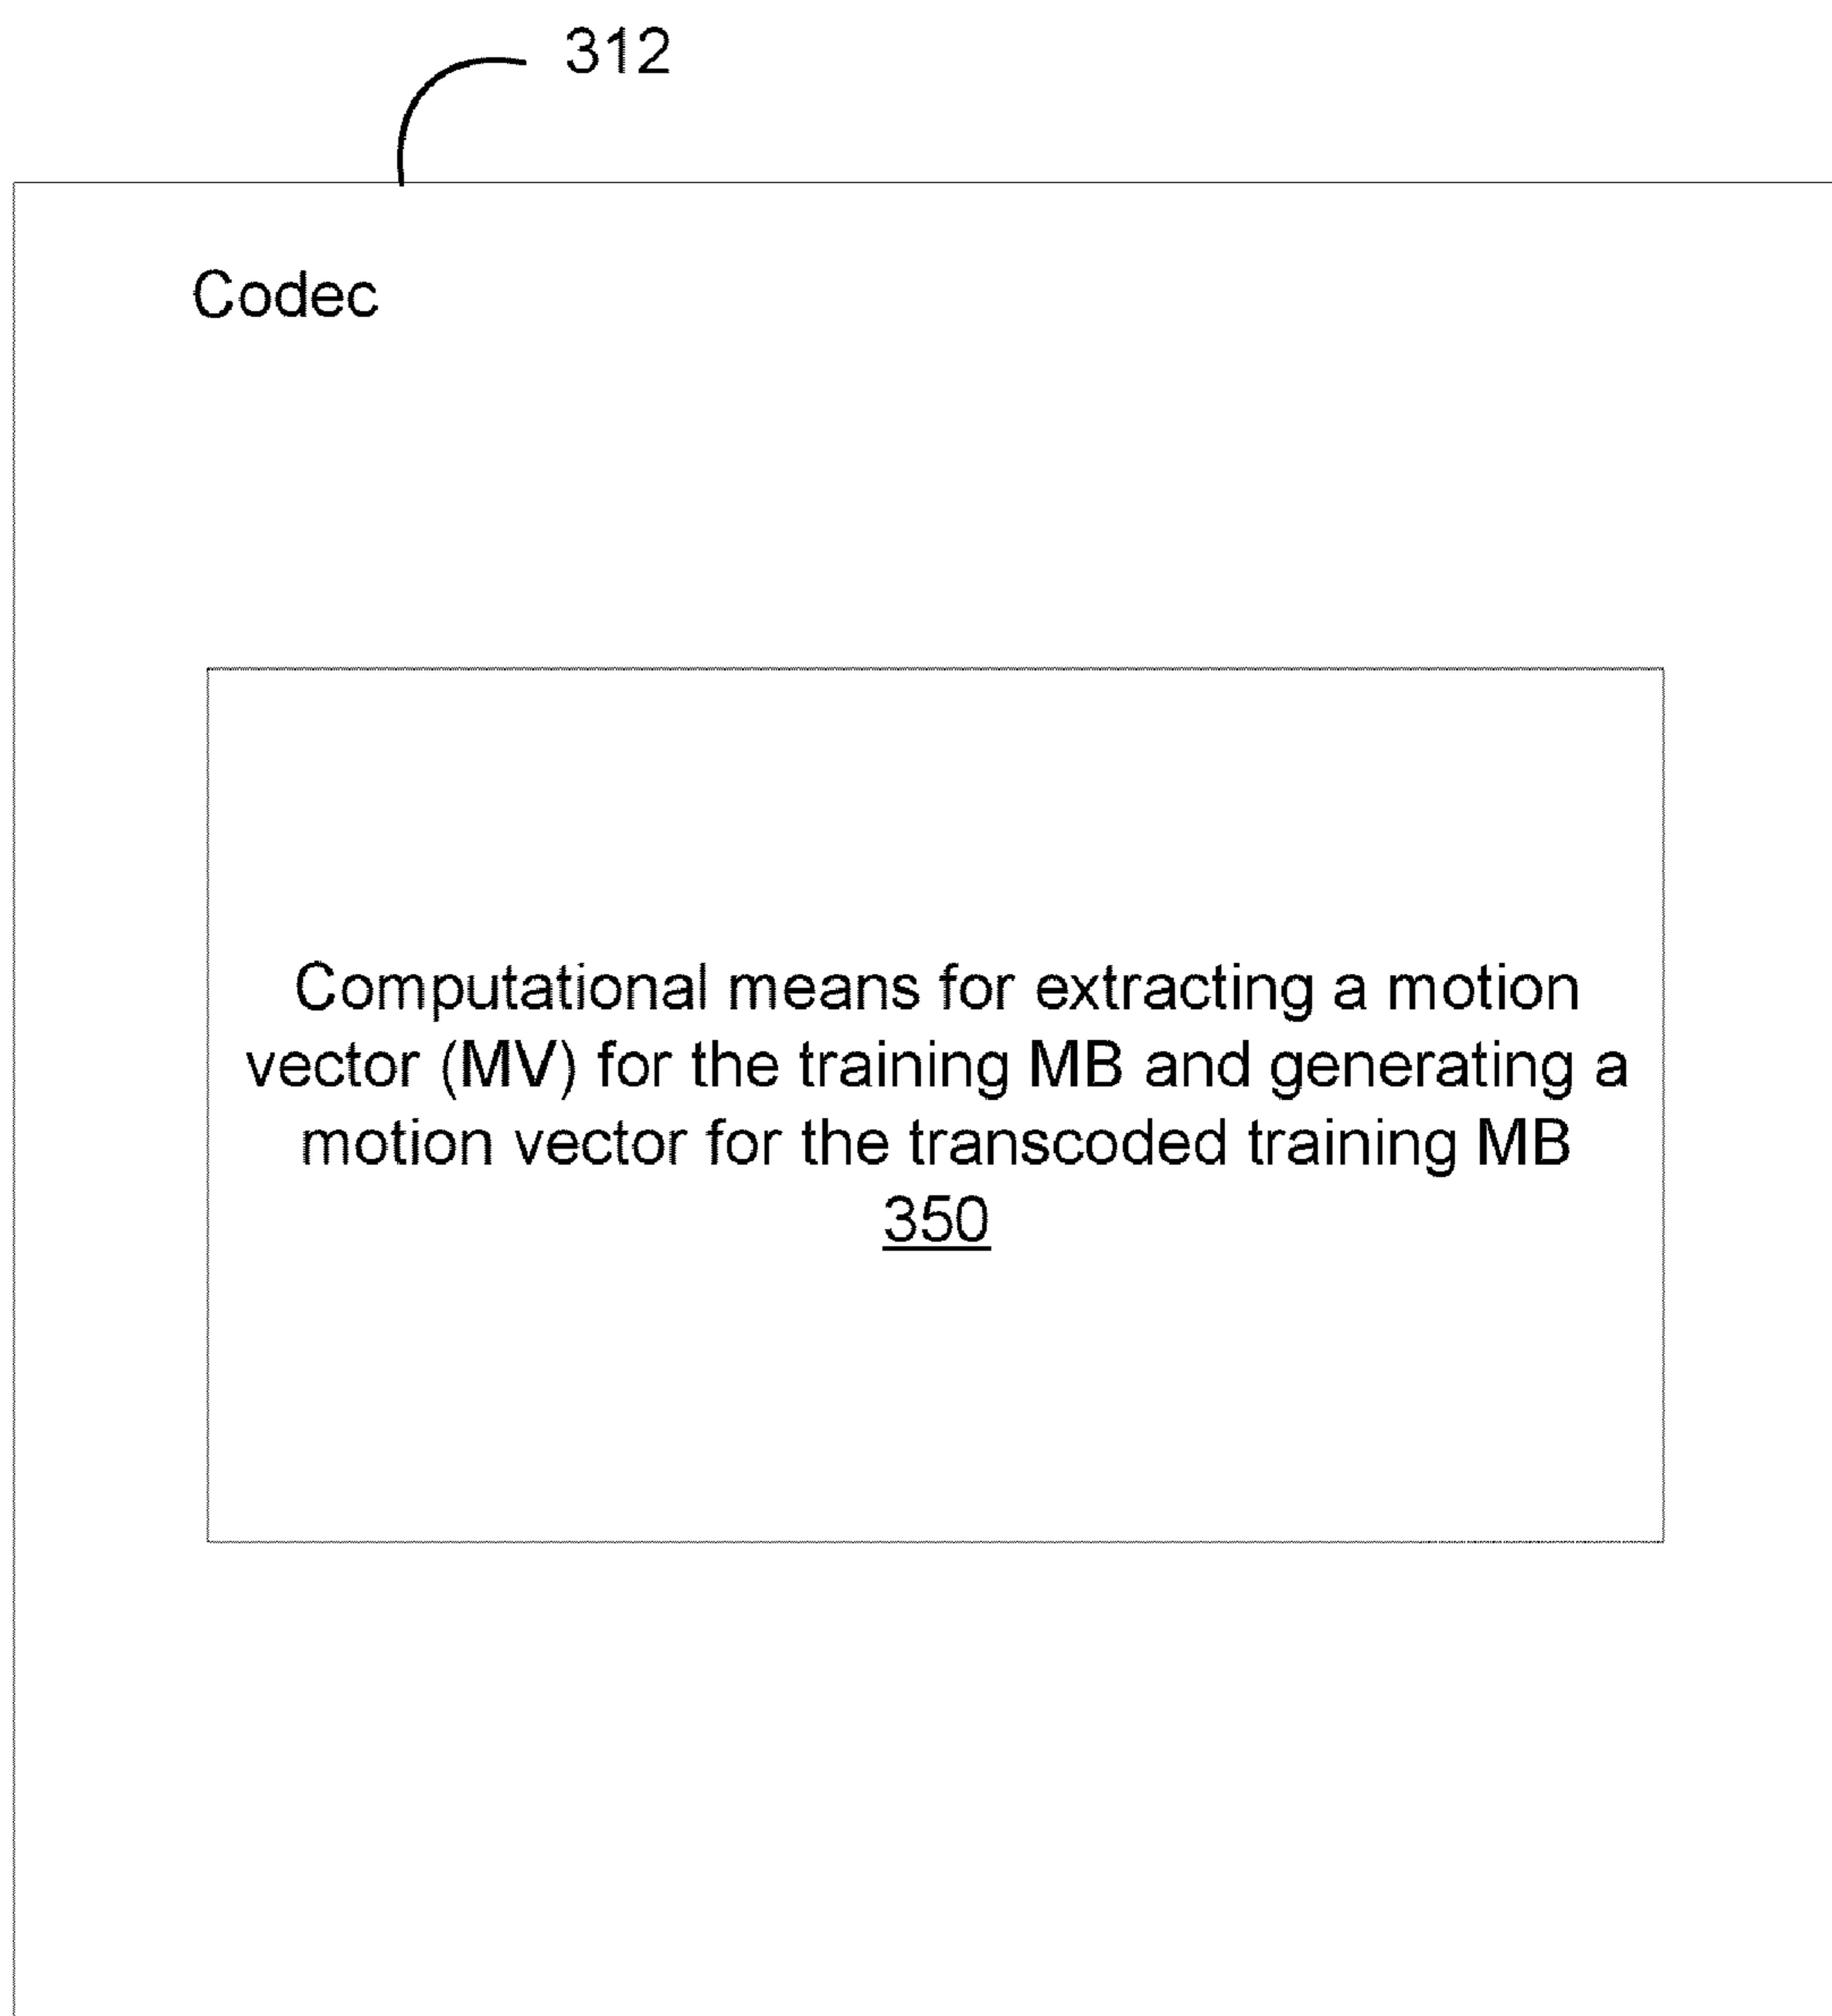 312
Codec
Computational means for extracting a motion
vector (MV) for the training MB and generating a
motion vector for the transcoded training MB
350